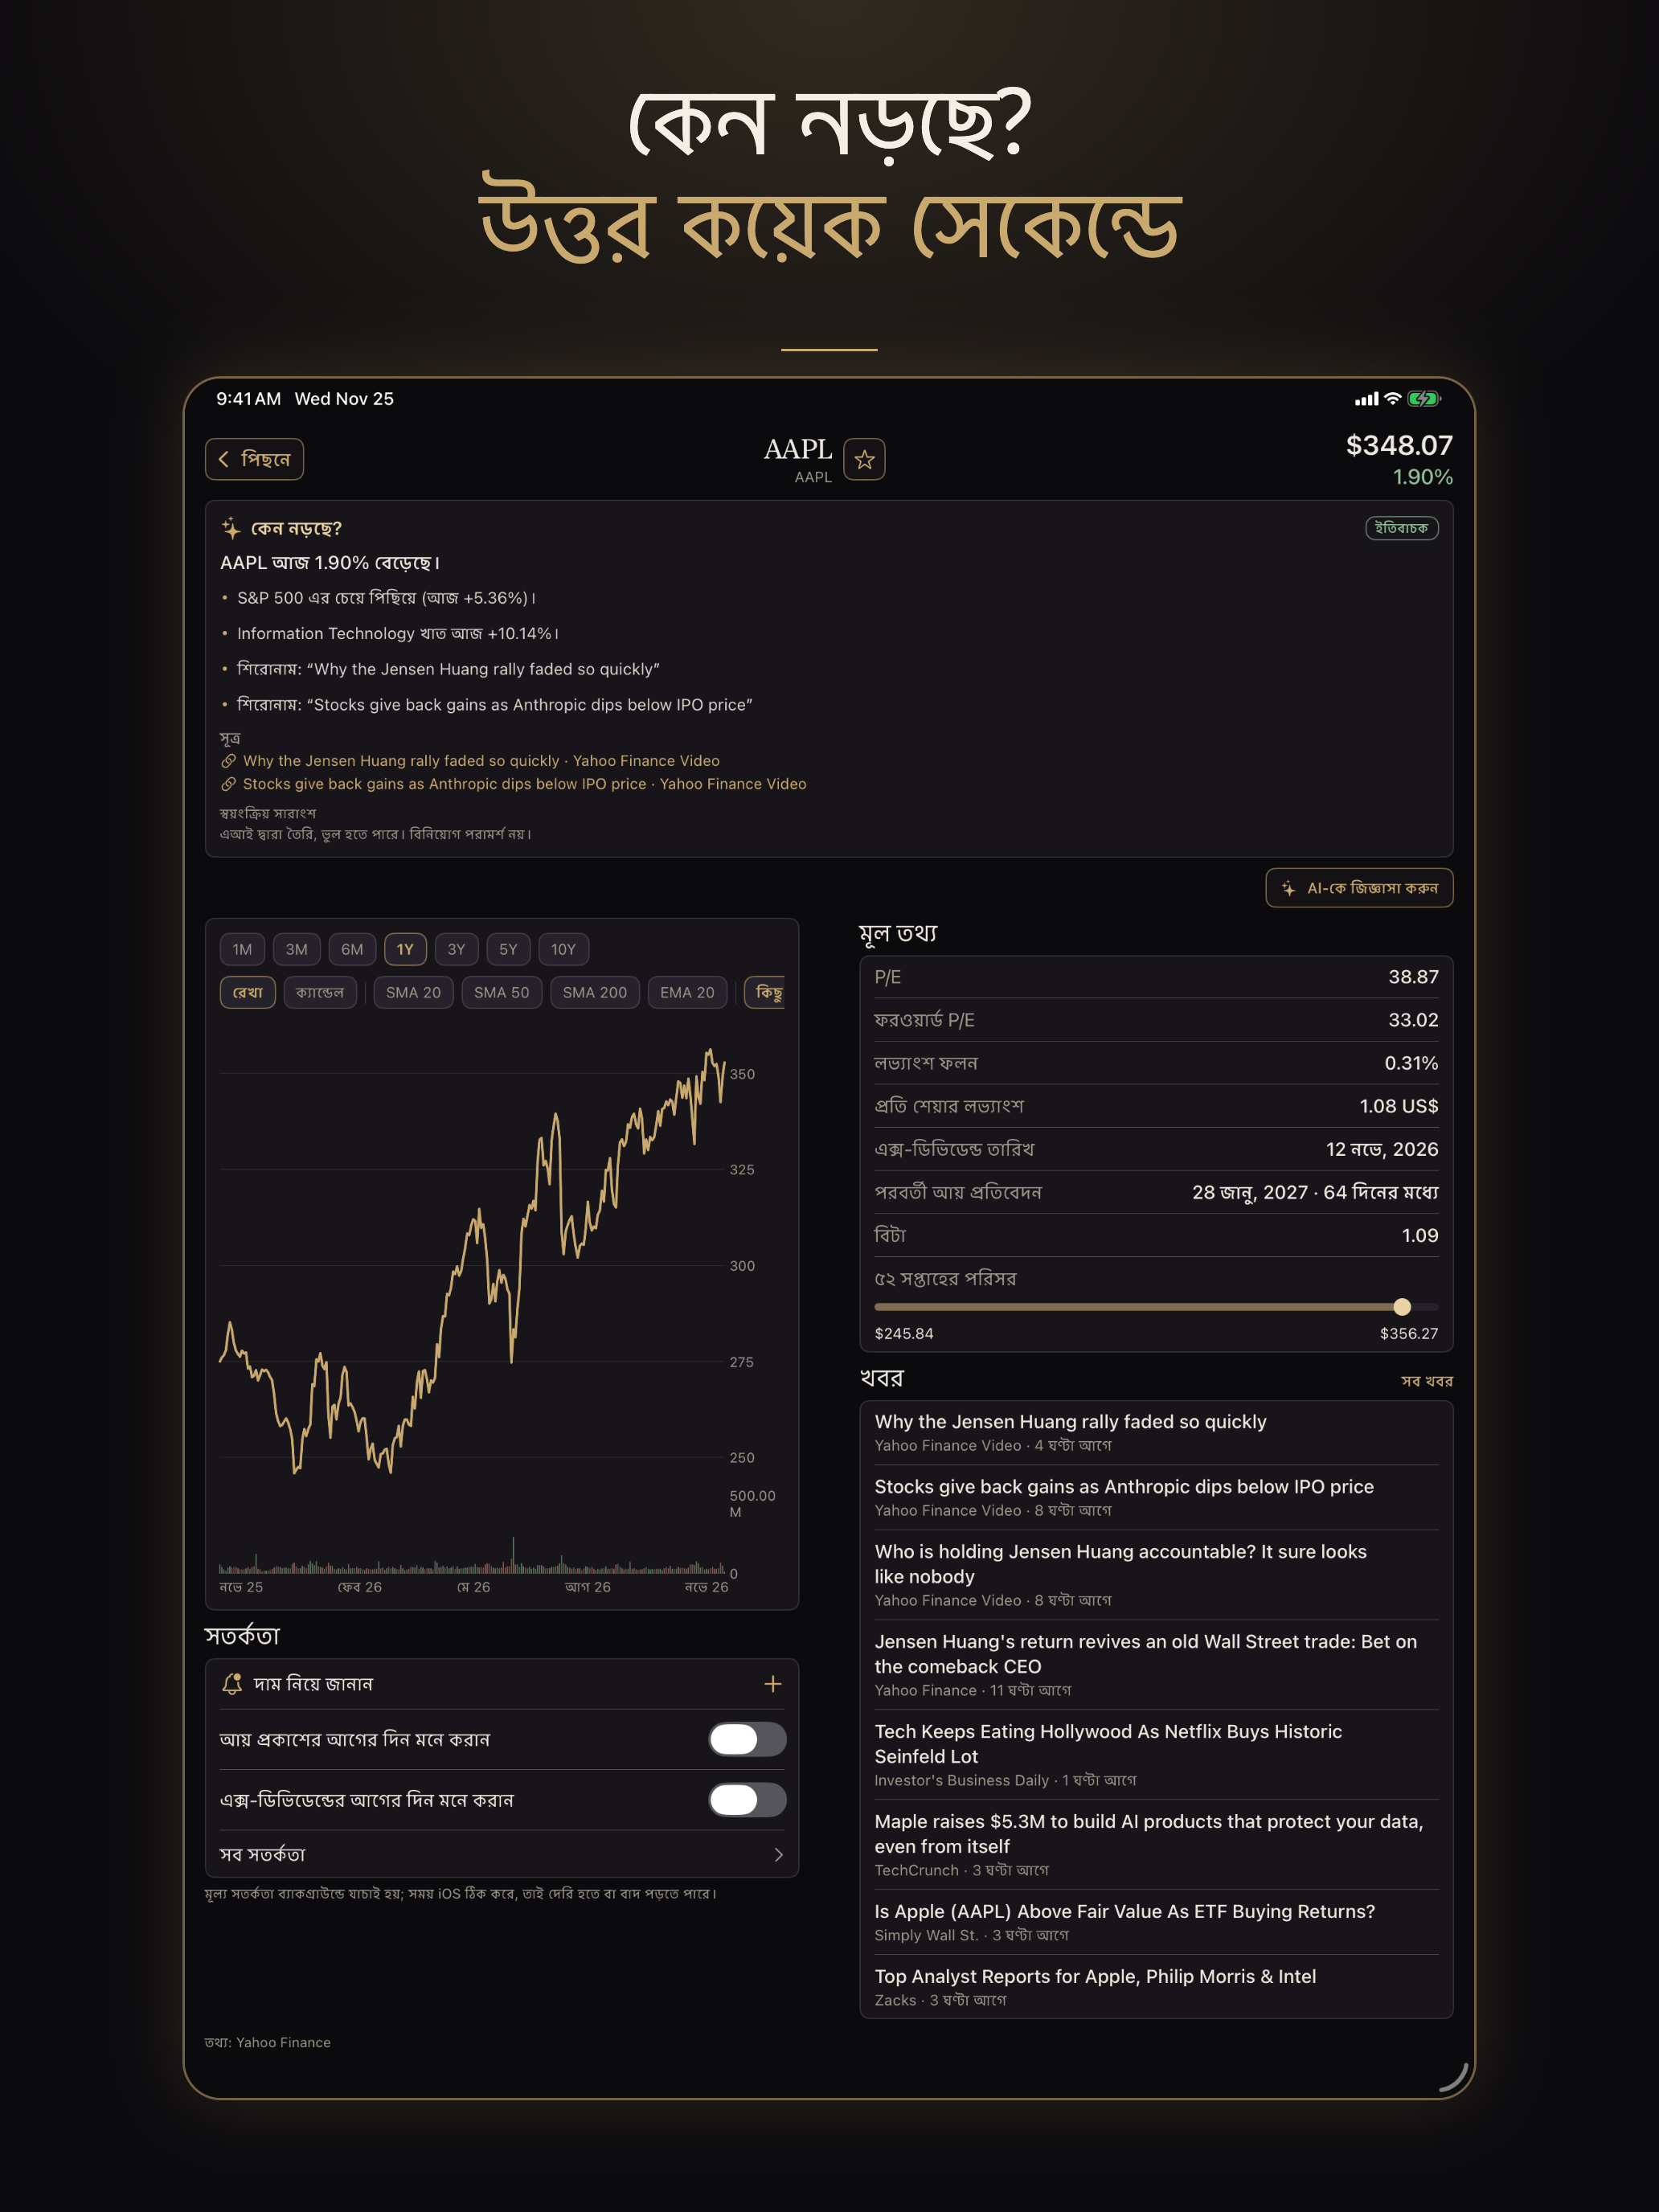 কেন নড়ছে?
উত্তর কয়েক সেকেন্ডে
9:41 AM Wed Nov 25
পিছনে
AAPL
AAPL
$348.07
1.90%
কেন নড়ছে?
ইতিবাচক
AAPL আজ 1.90% বেড়েছে।
• S&P 500 এর চেয়ে পিছিয়ে (আজ +5.36%)।
• Information Technology খাত আজ +10.14%।
• শিরোনাম: “Why the Jensen Huang rally faded so quickly”
• শিরোনাম: “Stocks give back gains as Anthropic dips below IPO price”
সূত্র
Why the Jensen Huang rally faded so quickly · Yahoo Finance Video
Stocks give back gains as Anthropic dips below IPO price · Yahoo Finance Video
স্বয়ংক্রিয় সারাংশ
এআই দ্বারা তৈরি, ভুল হতে পারে। বিনিয়োগ পরামর্শ নয়।
AI-কে জিজ্ঞাসা করুন
1M 3M 6M 1Y 3Y 5Y 10Y
রেখা ক্যান্ডেল SMA 20 SMA 50 SMA 200 EMA 20 কিছু
350
325
300
275
250
500.00
M
0
নভে 25 ফেব 26 মে 26 আগ 26 নভে 26
সতর্কতা
দাম নিয়ে জানান
আয় প্রকাশের আগের দিন মনে করান
এক্স-ডিভিডেন্ডের আগের দিন মনে করান
সব সতর্কতা
মূল্য সতর্কতা ব্যাকগ্রাউন্ডে যাচাই হয়; সময় iOS ঠিক করে, তাই দেরি হতে বা বাদ পড়তে পারে।
মূল তথ্য
P/E 38.87
ফরওয়ার্ড P/E 33.02
লভ্যাংশ ফলন 0.31%
প্রতি শেয়ার লভ্যাংশ 1.08 US$
এক্স-ডিভিডেন্ড তারিখ 12 নভে, 2026
পরবর্তী আয় প্রতিবেদন 28 জানু, 2027 · 64 দিনের মধ্যে
বিটা 1.09
৫২ সপ্তাহের পরিসর
$245.84 $356.27
খবর
সব খবর
Why the Jensen Huang rally faded so quickly
Yahoo Finance Video · 4 ঘণ্টা আগে
Stocks give back gains as Anthropic dips below IPO price
Yahoo Finance Video · 8 ঘণ্টা আগে
Who is holding Jensen Huang accountable? It sure looks
like nobody
Yahoo Finance Video · 8 ঘণ্টা আগে
Jensen Huang's return revives an old Wall Street trade: Bet on
the comeback CEO
Yahoo Finance · 11 ঘণ্টা আগে
Tech Keeps Eating Hollywood As Netflix Buys Historic
Seinfeld Lot
Investor's Business Daily · 1 ঘণ্টা আগে
Maple raises $5.3M to build AI products that protect your data,
even from itself
TechCrunch · 3 ঘণ্টা আগে
Is Apple (AAPL) Above Fair Value As ETF Buying Returns?
Simply Wall St. · 3 ঘণ্টা আগে
Top Analyst Reports for Apple, Philip Morris & Intel
Zacks · 3 ঘণ্টা আগে
তথ্য: Yahoo Finance